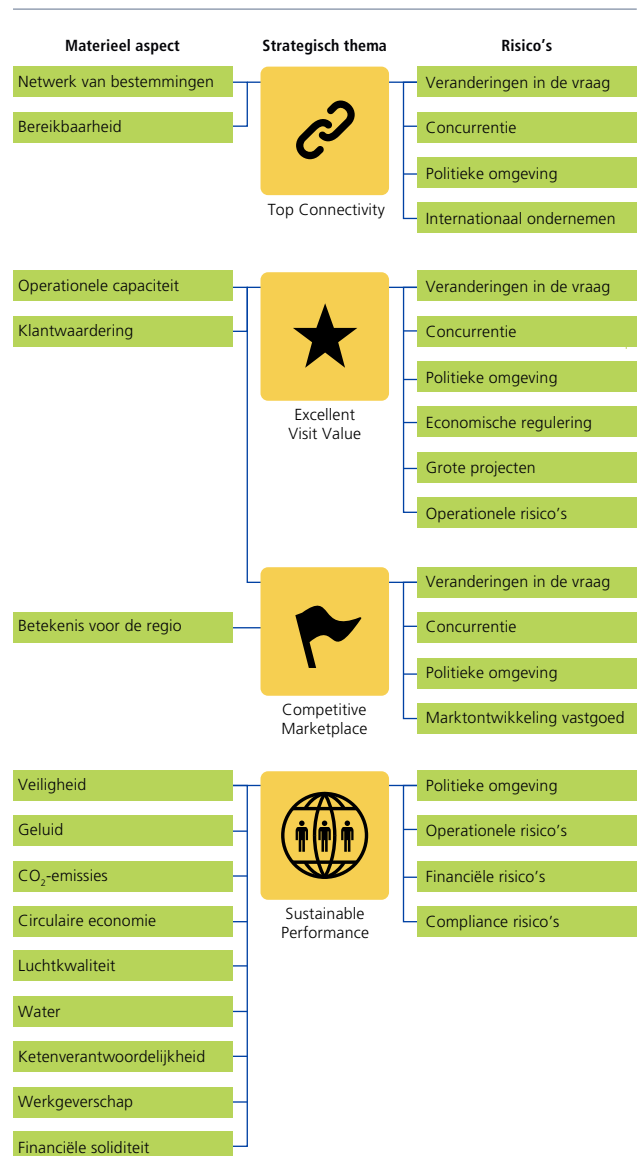 Materieel aspect
Strategisch thema
Risico's
Netwerk van bestemmingen
Bereikbaarheid
Top Connectivity
Veranderingen in de vraag
Concurrentie
Politieke omgeving
Internationaal ondernemen
Operationele capaciteit
Klantwaardering
Excellent
Visit Value
Veranderingen in de vraag
Concurrentie
Politieke omgeving
Economische regulering
Grote projecten
Operationele risico's
Betekenis voor de regio
Competitive
Marketplace
Veranderingen in de vraag
Concurrentie
Politieke omgeving
Marktontwikkeling vastgoed
Veiligheid
Geluid
CO₂-emissies
Circulaire economie
Luchtkwaliteit
Water
Ketenverantwoordelijkheid
Werkgeverschap
Financiële soliditeit
Sustainable
Performance
Politieke omgeving
Operationele risico's
Financiële risico's
Compliance risico's